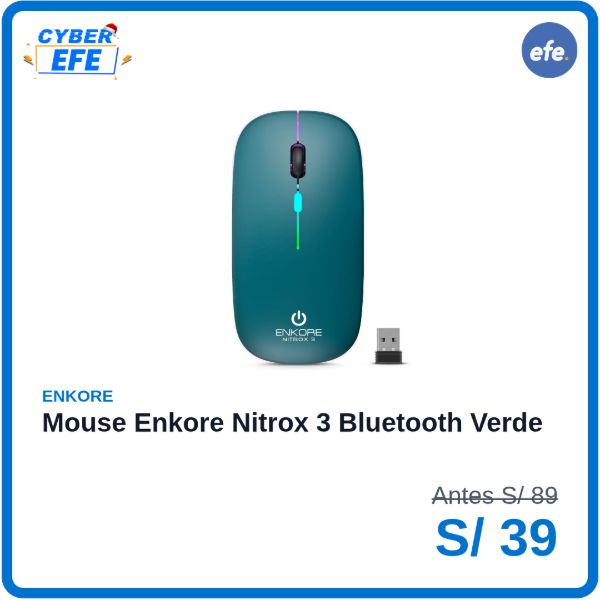 CYBER
EFE
efe.
ENKORE
NITROX 3
ENKORE
Mouse Enkore Nitrox 3 Bluetooth Verde
Antes S/ 89
S/ 39